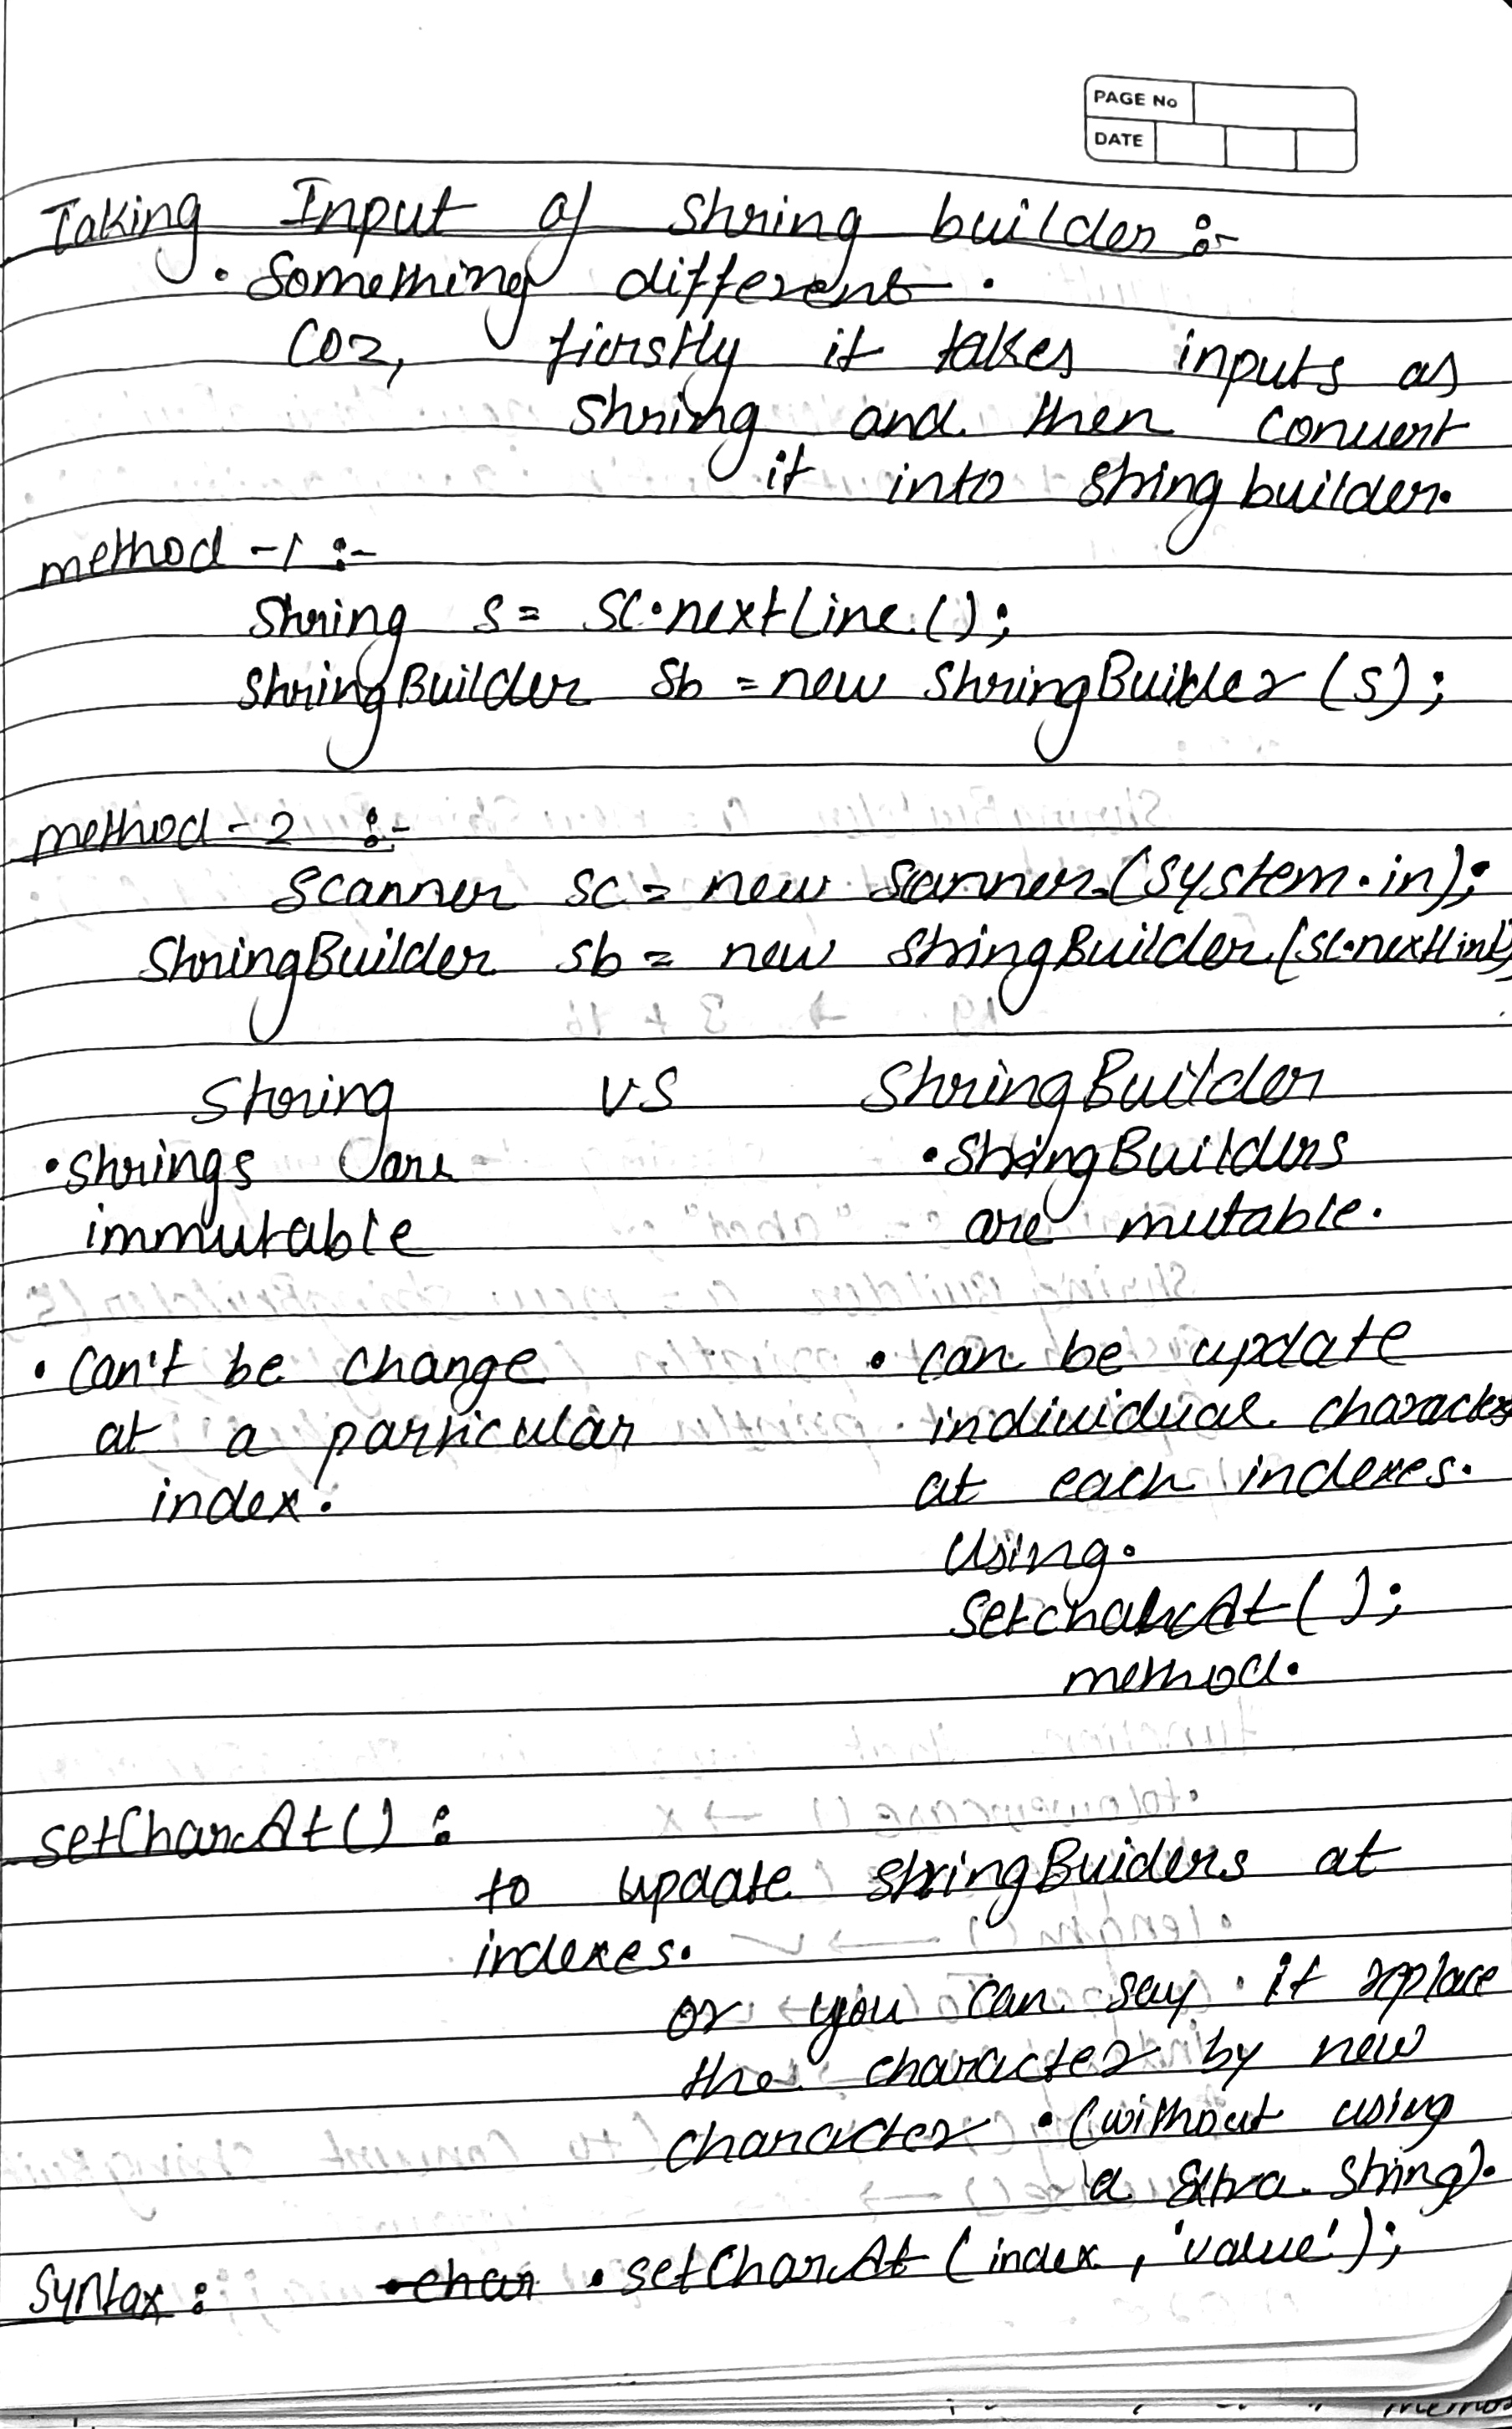 PAGE No
DATE
Taking Input of String builder :-
• Something different.
Coz, firstly it takes inputs as
String and then convert
it into String builder.
method -1 :-
String s = sc.nextLine();
StringBuilder sb = new StringBuilder (s);
method - 2 :-
Scanner sc = new Scanner(System.in);
StringBuilder sb = new StringBuilder (sc.nextLine
String vs StringBuilder
• Strings are • StringBuilders
immutable are mutable.
• Can't be change • can be update
at a particular individual character
index. at each indexes.
using.
setcharAt();
method.
setCharAt() :
to update StringBuiders at
indexes.
or you can say. it replace
the character by new
character. (without using
a Extra String).
Syntax : .char .setCharAt (index, 'value');